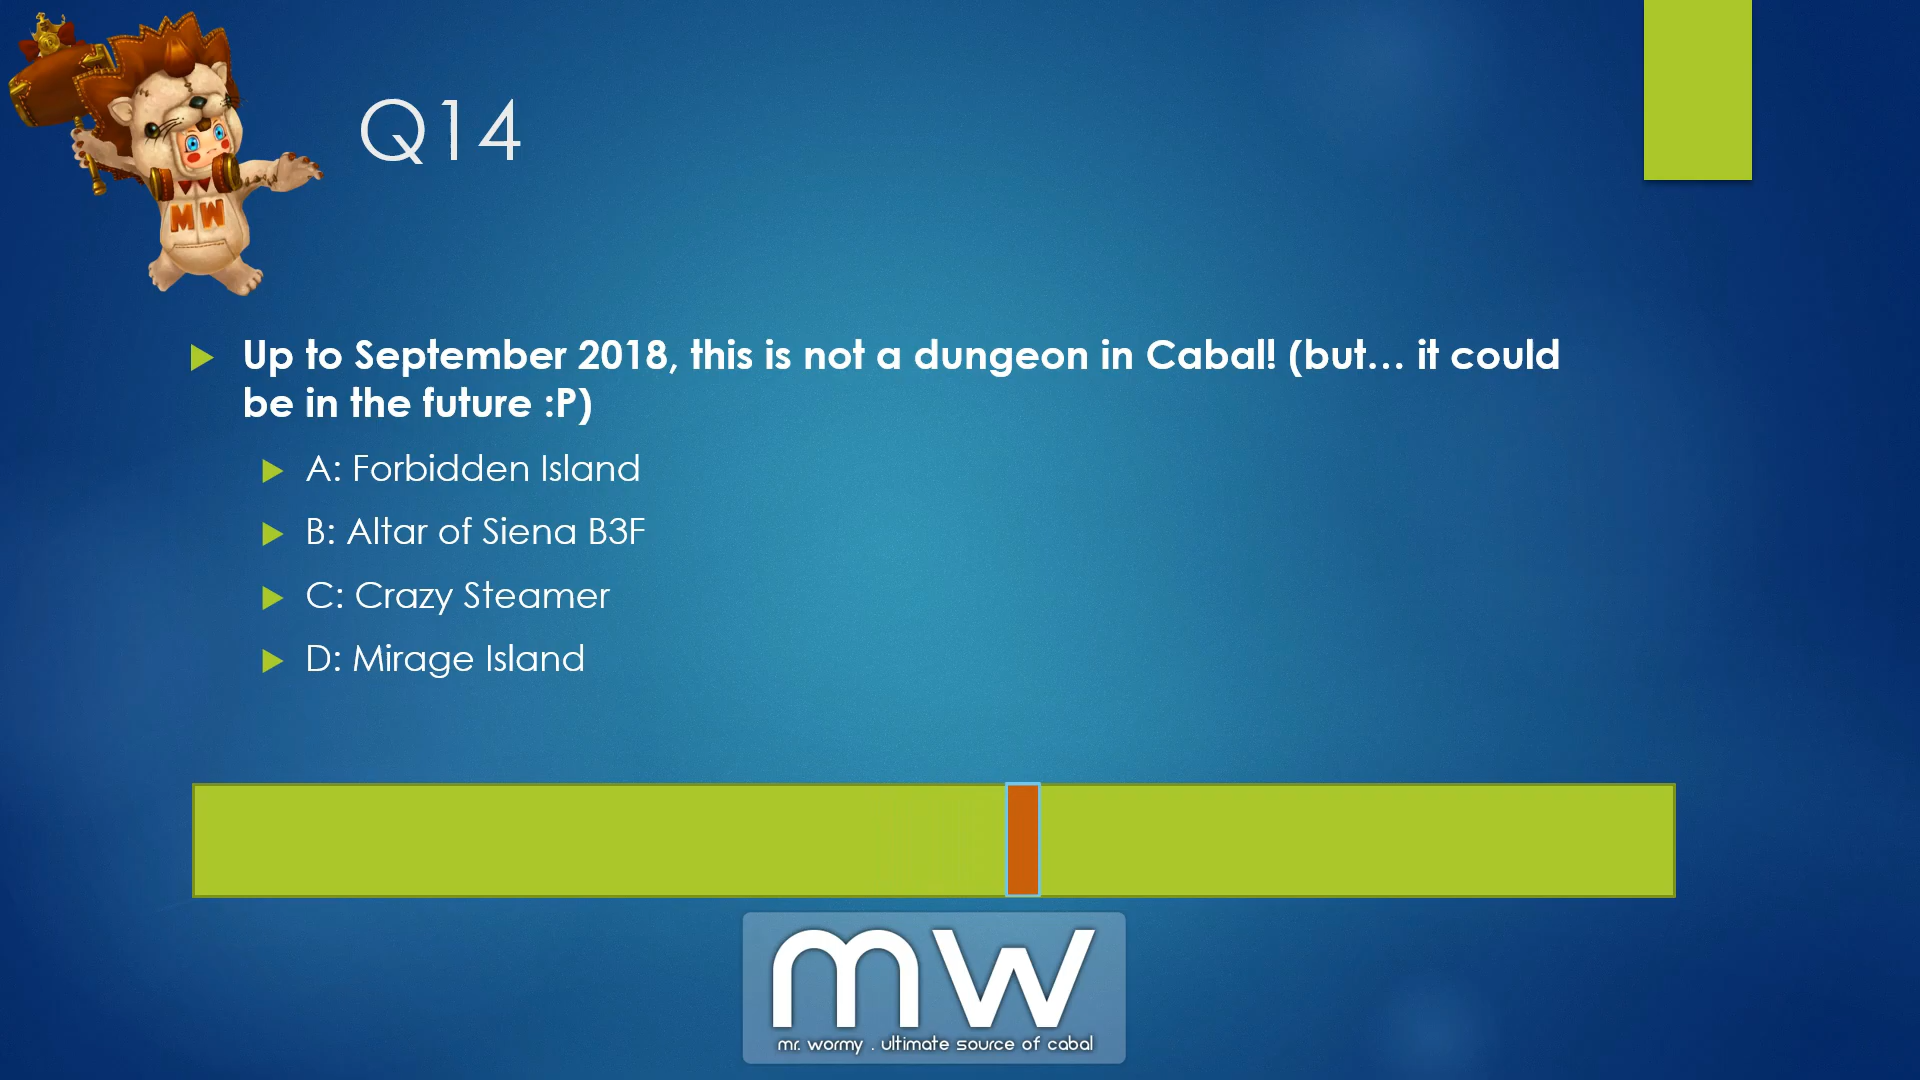 Q14
Up to September 2018, this is not a dungeon in Cabal! (but… it could
be in the future :P)
A: Forbidden Island
B: Altar of Siena B3F
C: Crazy Steamer
D: Mirage Island
MW
mw
mr. wormy . ultimate source of cabal